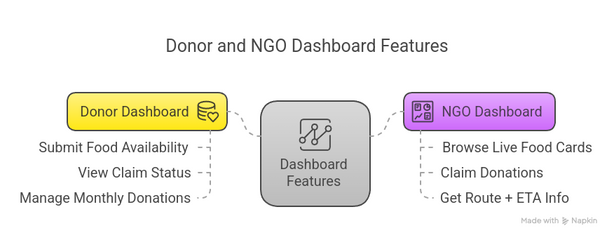 Donor and NGO Dashboard Features
Donor Dashboard
Submit Food Availability
View Claim Status
Manage Monthly Donations
Dashboard
Features
NGO Dashboard
Browse Live Food Cards
Claim Donations
Get Route + ETA Info
Made with Napkin